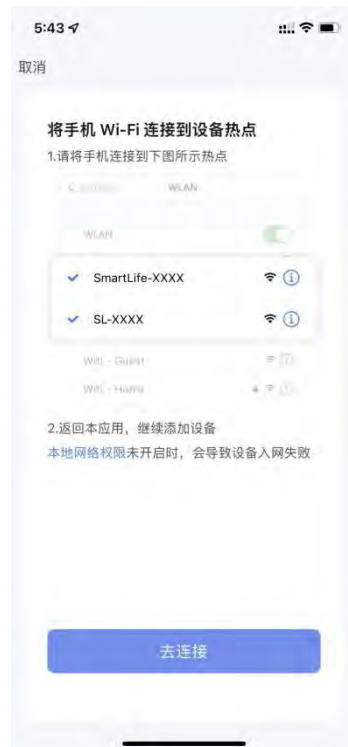 5:43
取消
将手机 Wi-Fi 连接到设备热点
1.请将手机连接到下图所示热点
WLAN
WLAN
SmartLife-XXXX
SL-XXXX
Wifi - Guest
Wifi - Home
2.返回本应用，继续添加设备
本地网络权限未开启时，会导致设备入网失败
去连接